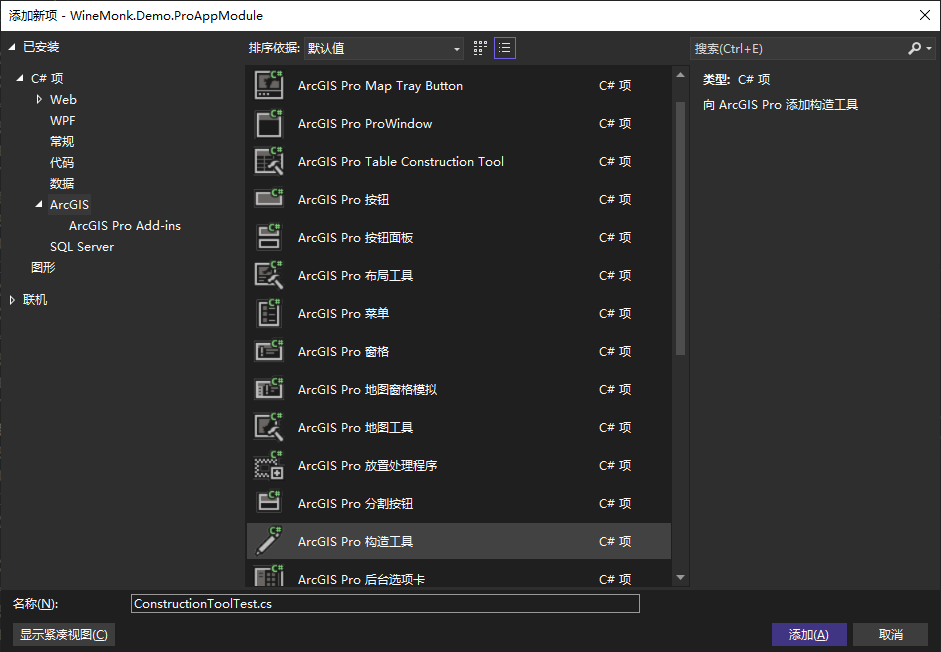 添加新项 - WineMonk.Demo.ProAppModule
已安装
C# 项
Web
WPF
常规
代码
数据
ArcGIS
ArcGIS Pro Add-ins
SQL Server
图形
联机
排序依据: 默认值
ArcGIS Pro Map Tray Button C# 项
ArcGIS Pro ProWindow C# 项
ArcGIS Pro Table Construction Tool C# 项
ArcGIS Pro 按钮 C# 项
ArcGIS Pro 按钮面板 C# 项
ArcGIS Pro 布局工具 C# 项
ArcGIS Pro 菜单 C# 项
ArcGIS Pro 窗格 C# 项
ArcGIS Pro 地图窗格模拟 C# 项
ArcGIS Pro 地图工具 C# 项
ArcGIS Pro 放置处理程序 C# 项
ArcGIS Pro 分割按钮 C# 项
ArcGIS Pro 构造工具 C# 项
ArcGIS Pro 后台选项卡 C# 项
搜索(Ctrl+E)
类型: C# 项
向 ArcGIS Pro 添加构造工具
名称(N): ConstructionToolTest.cs
显示紧凑视图(C) 添加(A) 取消